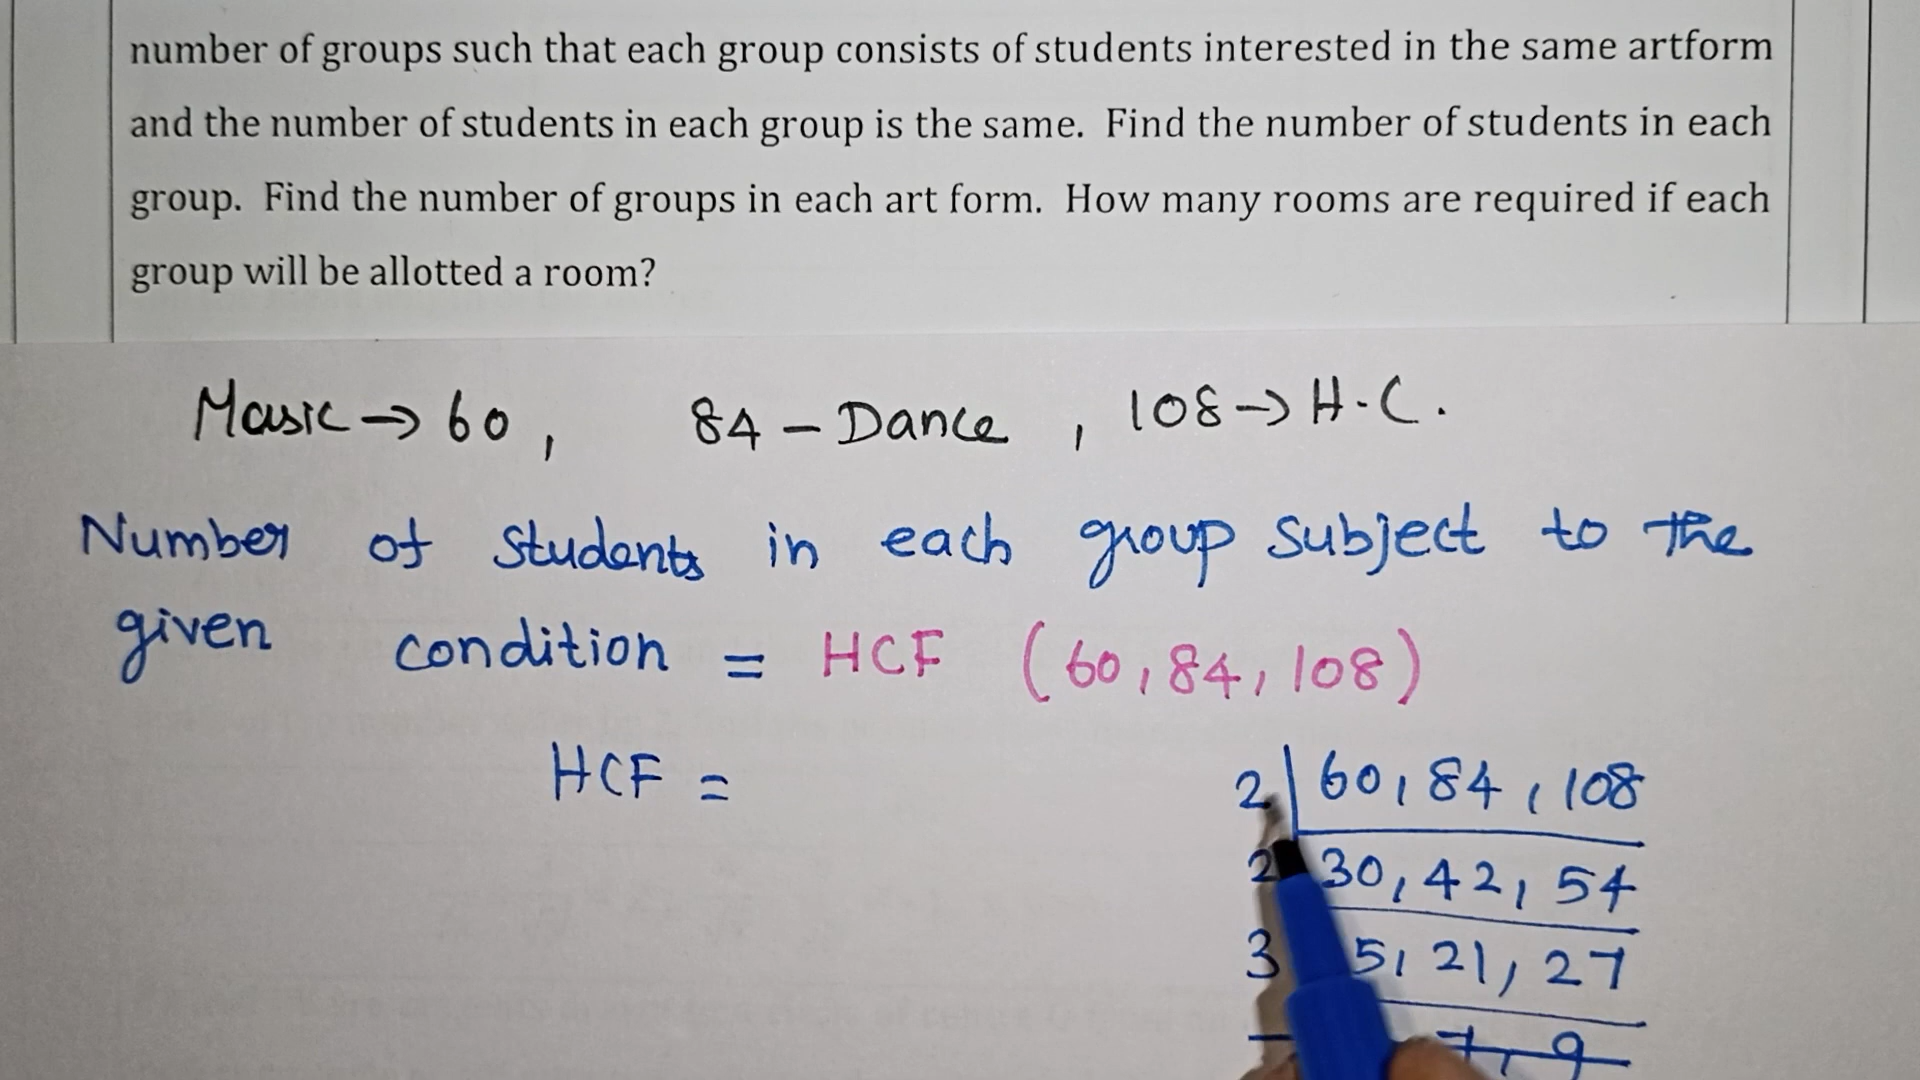 number of groups such that each group consists of students interested in the same artform
and the number of students in each group is the same. Find the number of students in each
group. Find the number of groups in each art form. How many rooms are required if each
group will be allotted a room?
Music → 60, 84 - Dance, 108 → H.C.
Number of students in each group subject to the
given condition = HCF (60, 84, 108)
HCF =
2 | 60, 84, 108
2 30, 42, 54
3 5, 21, 27
7, 9